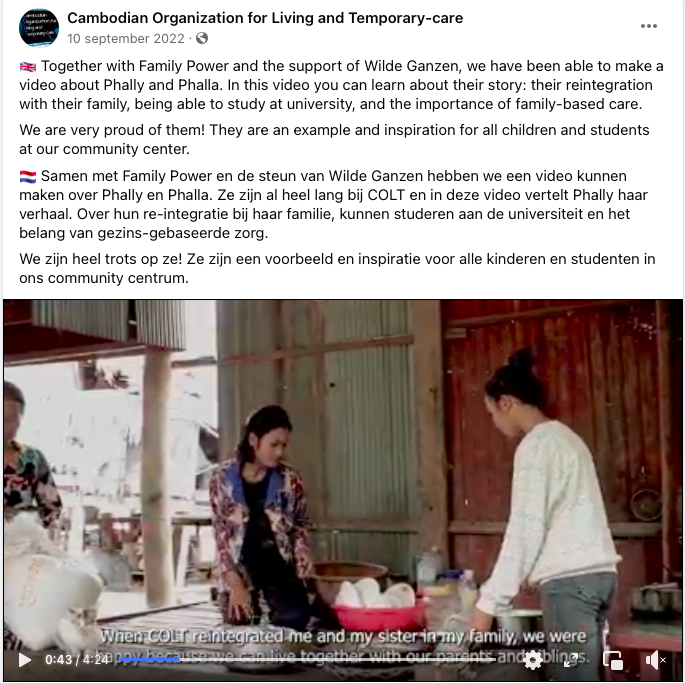 Cambodian Organization for Living and Temporary-care
10 september 2022 ·
Together with Family Power and the support of Wilde Ganzen, we have been able to make a
video about Phally and Phalla. In this video you can learn about their story: their reintegration
with their family, being able to study at university, and the importance of family-based care.
We are very proud of them! They are an example and inspiration for all children and students
at our community center.
Samen met Family Power en de steun van Wilde Ganzen hebben we een video kunnen
maken over Phally en Phalla. Ze zijn al heel lang bij COLT en in deze video vertelt Phally haar
verhaal. Over hun re-integratie bij haar familie, kunnen studeren aan de universiteit en het
belang van gezins-gebaseerde zorg.
We zijn heel trots op ze! Ze zijn een voorbeeld en inspiratie voor alle kinderen en studenten in
ons community centrum.
When COLT reintegrated me and my sister in my family, we were
happy because we can live together with our parents and siblings.
0:43 / 4:24